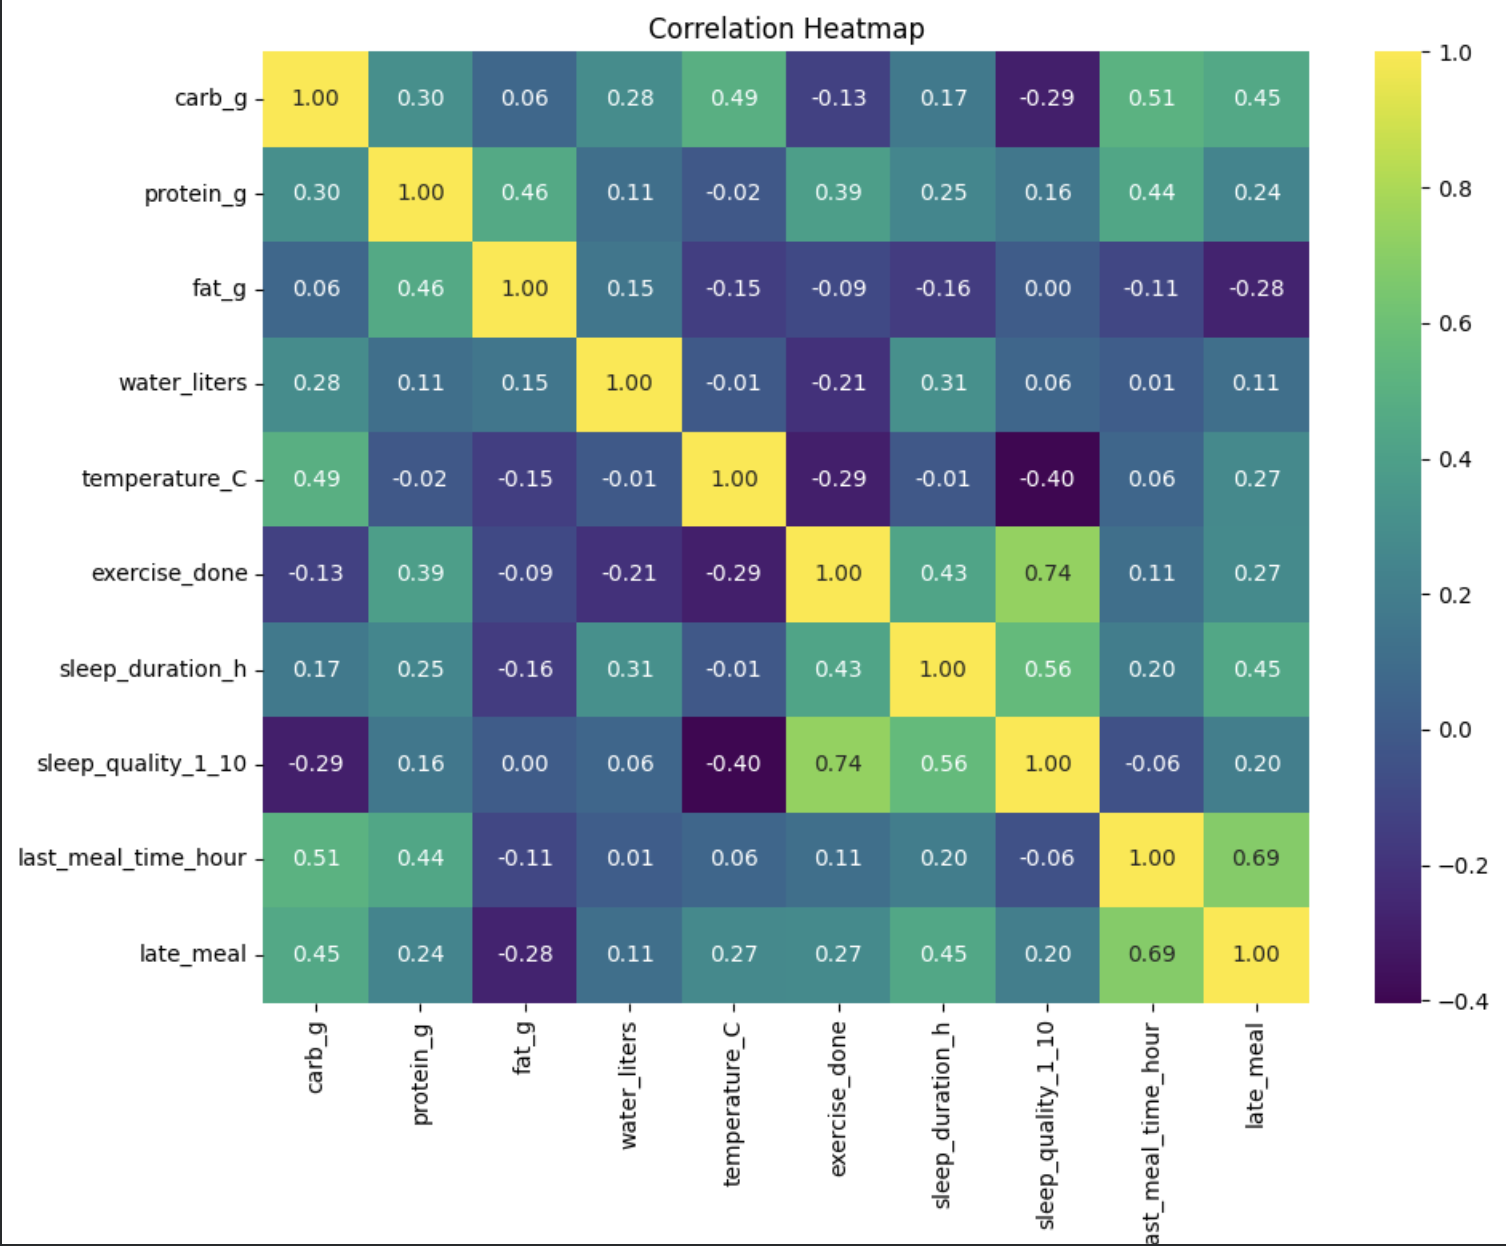 Correlation Heatmap
carb_g 1.00 0.30 0.06 0.28 0.49 -0.13 0.17 -0.29 0.51 0.45
protein_g 0.30 1.00 0.46 0.11 -0.02 0.39 0.25 0.16 0.44 0.24
fat_g 0.06 0.46 1.00 0.15 -0.15 -0.09 -0.16 0.00 -0.11 -0.28
water_liters 0.28 0.11 0.15 1.00 -0.01 -0.21 0.31 0.06 0.01 0.11
temperature_C 0.49 -0.02 -0.15 -0.01 1.00 -0.29 -0.01 -0.40 0.06 0.27
exercise_done -0.13 0.39 -0.09 -0.21 -0.29 1.00 0.43 0.74 0.11 0.27
sleep_duration_h 0.17 0.25 -0.16 0.31 -0.01 0.43 1.00 0.56 0.20 0.45
sleep_quality_1_10 -0.29 0.16 0.00 0.06 -0.40 0.74 0.56 1.00 -0.06 0.20
last_meal_time_hour 0.51 0.44 -0.11 0.01 0.06 0.11 0.20 -0.06 1.00 0.69
late_meal 0.45 0.24 -0.28 0.11 0.27 0.27 0.45 0.20 0.69 1.00
carb_g
protein_g
fat_g
water_liters
temperature_C
exercise_done
sleep_duration_h
sleep_quality_1_10
ast_meal_time_hour
late_meal
1.0
0.8
0.6
0.4
0.2
0.0
−0.2
−0.4